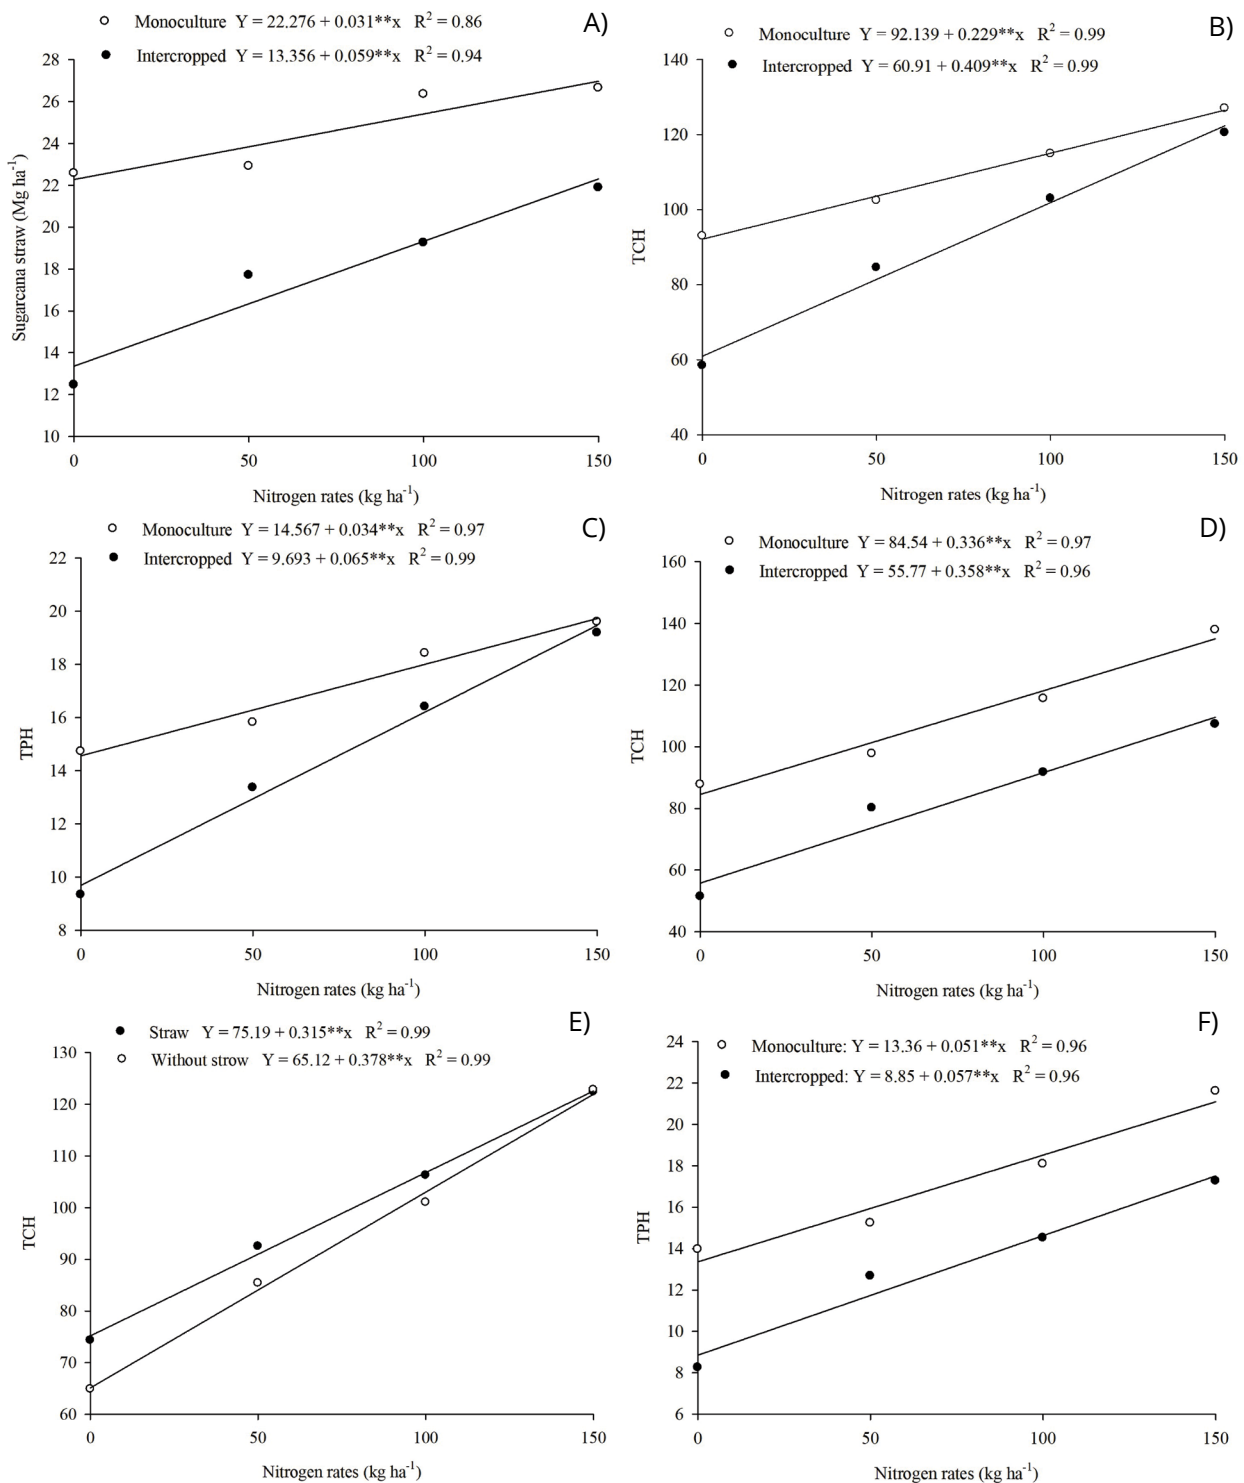 A)
Monoculture Y = 22.276 + 0.031**x R² = 0.86
Intercropped Y = 13.356 + 0.059**x R² = 0.94
28
26
24
22
20
18
16
14
12
10
Sugarcana straw (Mg ha⁻¹)
0 50 100 150
Nitrogen rates (kg ha⁻¹)
B)
Monoculture Y = 92.139 + 0.229**x R² = 0.99
Intercropped Y = 60.91 + 0.409**x R² = 0.99
140
120
100
80
60
40
TCH
0 50 100 150
Nitrogen rates (kg ha⁻¹)
C)
Monoculture Y = 14.567 + 0.034**x R² = 0.97
Intercropped Y = 9.693 + 0.065**x R² = 0.99
22
20
18
16
14
12
10
8
TPH
0 50 100 150
Nitrogen rates (kg ha⁻¹)
D)
Monoculture Y = 84.54 + 0.336**x R² = 0.97
Intercropped Y = 55.77 + 0.358**x R² = 0.96
160
140
120
100
80
60
40
TCH
0 50 100 150
Nitrogen rates (kg ha⁻¹)
E)
Straw Y = 75.19 + 0.315**x R² = 0.99
Without strow Y = 65.12 + 0.378**x R² = 0.99
130
120
110
100
90
80
70
60
TCH
0 50 100 150
Nitrogen rates (kg ha⁻¹)
F)
Monoculture: Y = 13.36 + 0.051**x R² = 0.96
Intercropped: Y = 8.85 + 0.057**x R² = 0.96
24
22
20
18
16
14
12
10
8
6
TPH
0 50 100 150
Nitrogen rates (kg ha⁻¹)